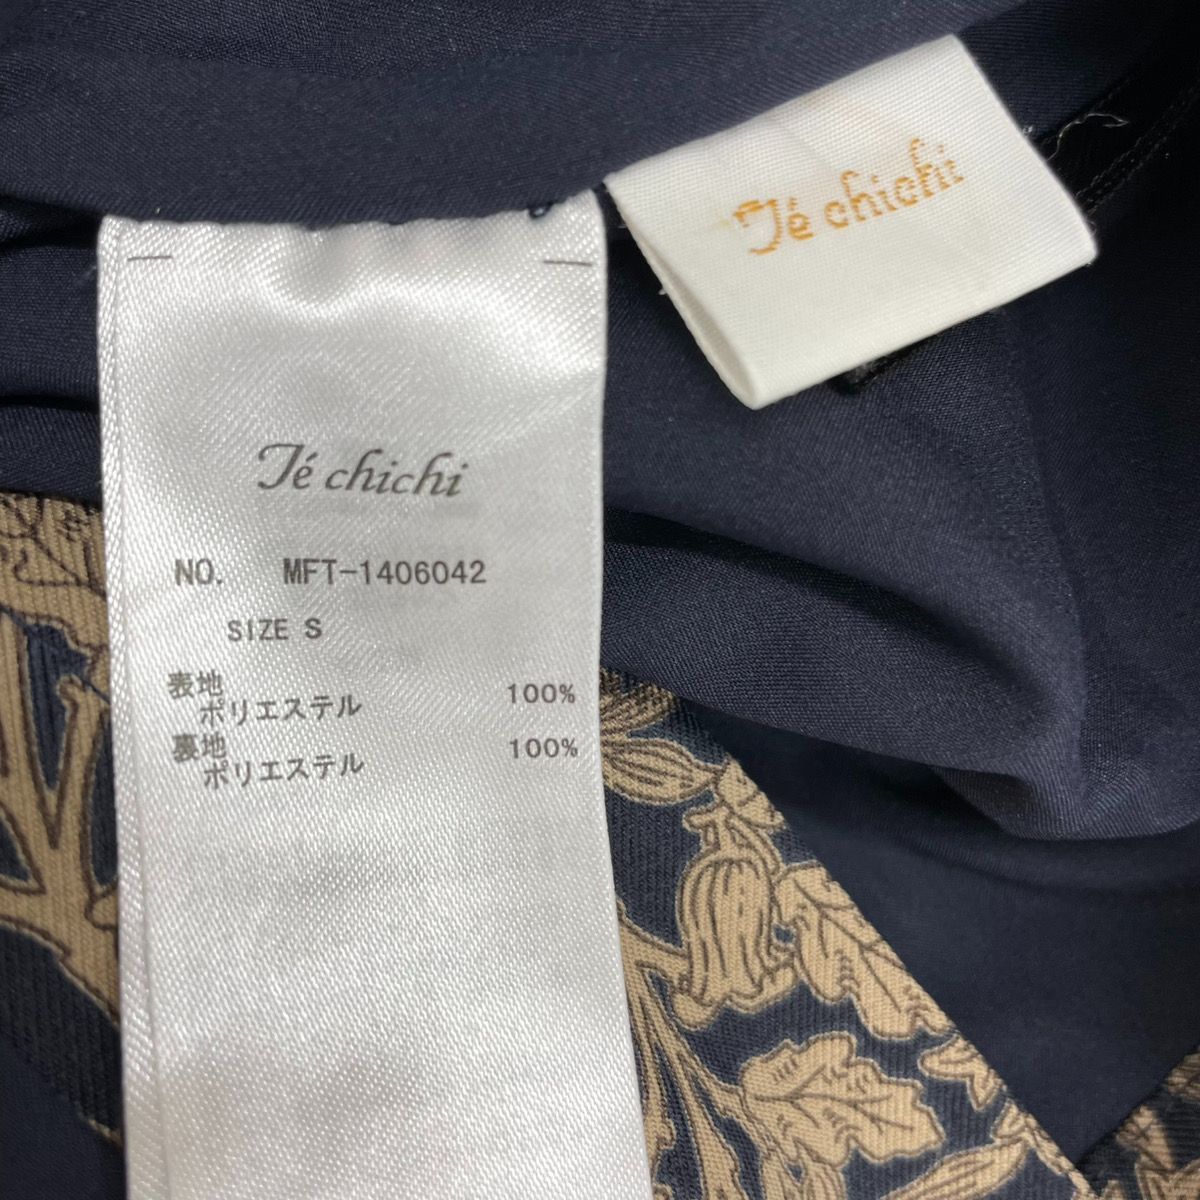 Té chichi
Té chichi
NO. MFT-1406042
SIZE S
表地
ポリエステル 100%
裏地
ポリエステル 100%